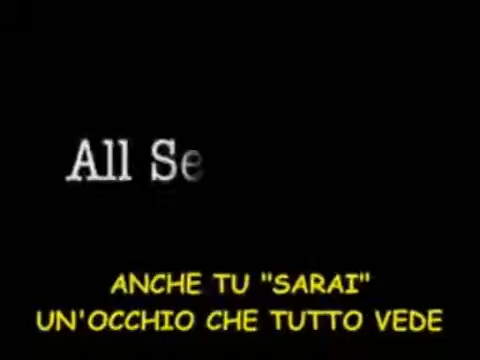 All Se
ANCHE TU "SARAI"
UN'OCCHIO CHE TUTTO VEDE